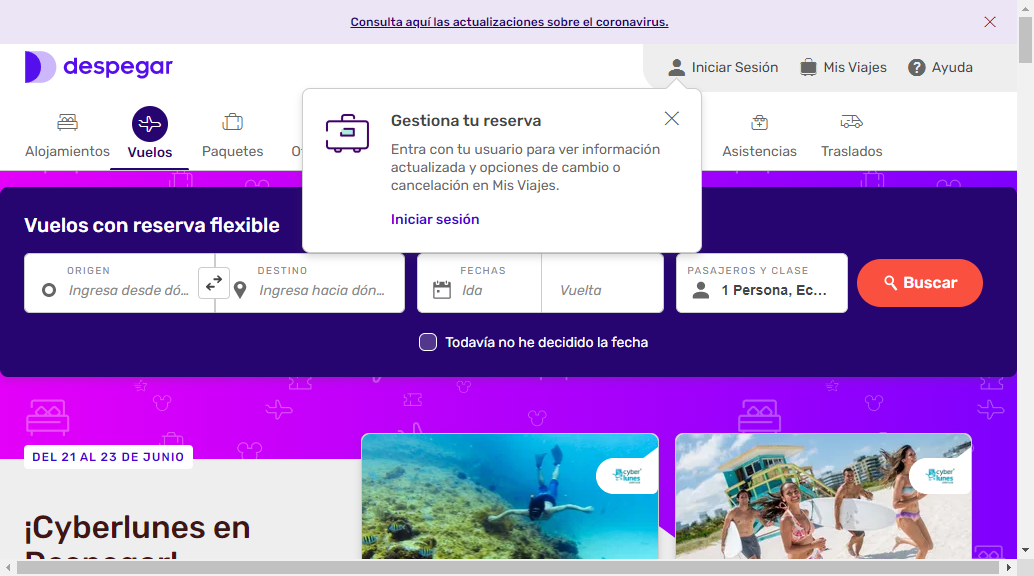 Consulta aquí las actualizaciones sobre el coronavirus.
despegar
Iniciar Sesión
Mis Viajes
Ayuda
Alojamientos
Vuelos
Paquetes
Asistencias
Traslados
Gestiona tu reserva
Entra con tu usuario para ver información
actualizada y opciones de cambio o
cancelación en Mis Viajes.
Iniciar sesión
Vuelos con reserva flexible
ORIGEN
Ingresa desde dó...
DESTINO
Ingresa hacia dón...
FECHAS
Ida
Vuelta
PASAJEROS Y CLASE
1 Persona, Ec...
Buscar
Todavía no he decidido la fecha
DEL 21 AL 23 DE JUNIO
cyber
lunes
cyber
lunes
¡Cyberlunes en
Despegar!